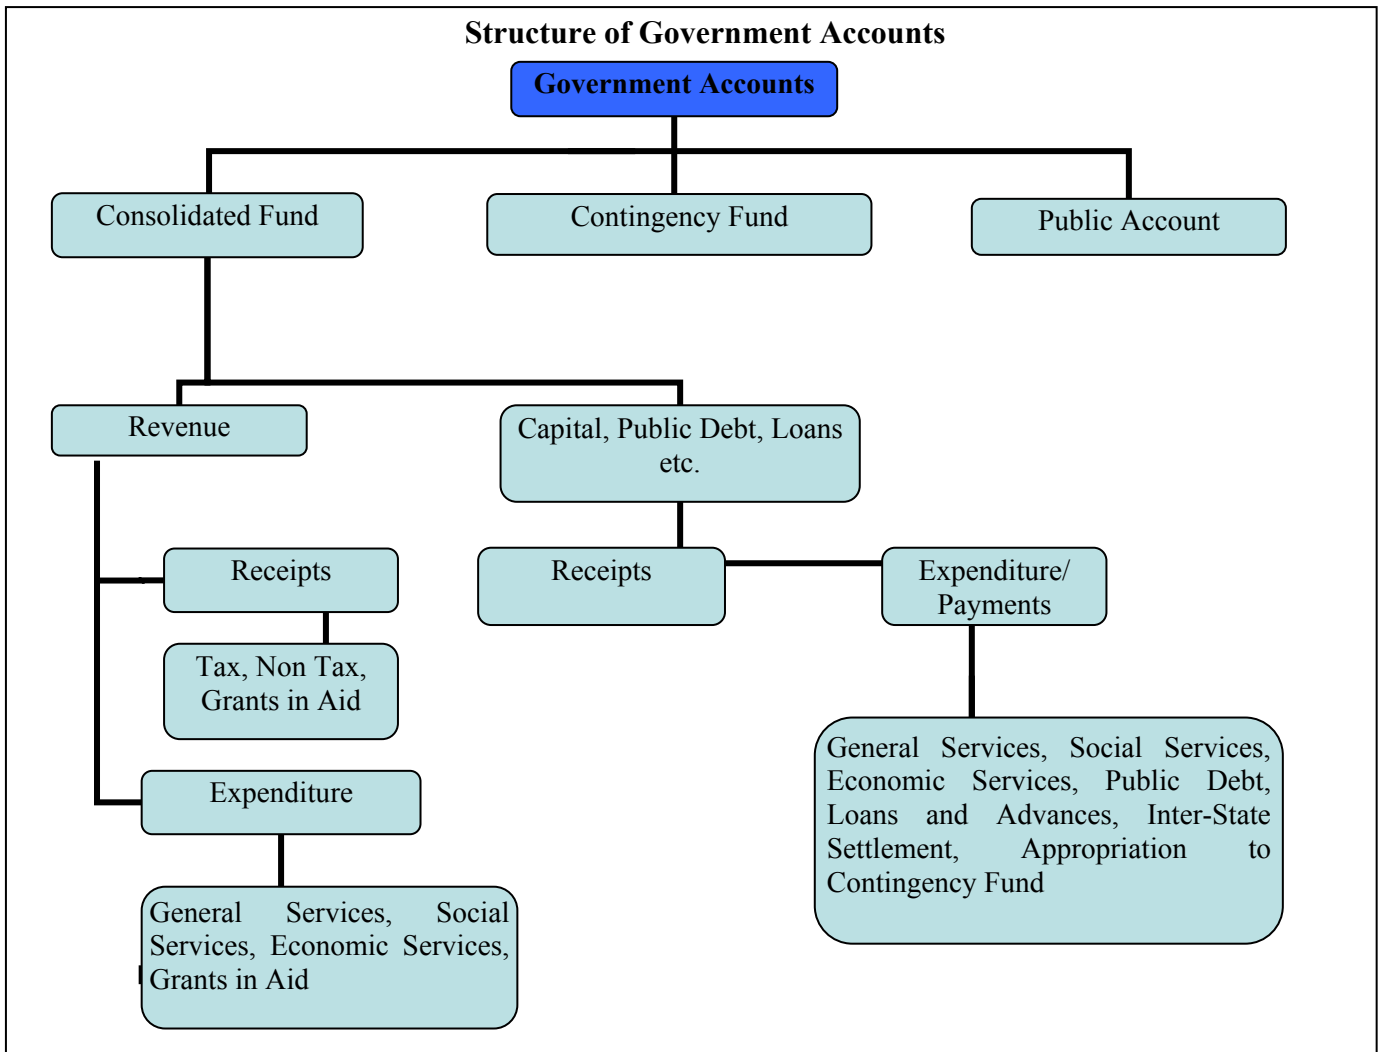 Structure of Government Accounts
Government Accounts
Consolidated Fund
Contingency Fund
Public Account
Revenue
Capital, Public Debt, Loans
etc.
Receipts
Receipts
Expenditure/
Payments
Tax, Non Tax,
Grants in Aid
General Services, Social Services,
Economic Services, Public Debt,
Loans and Advances, Inter-State
Settlement, Appropriation to
Contingency Fund
Expenditure
General Services, Social
Services, Economic Services,
Grants in Aid